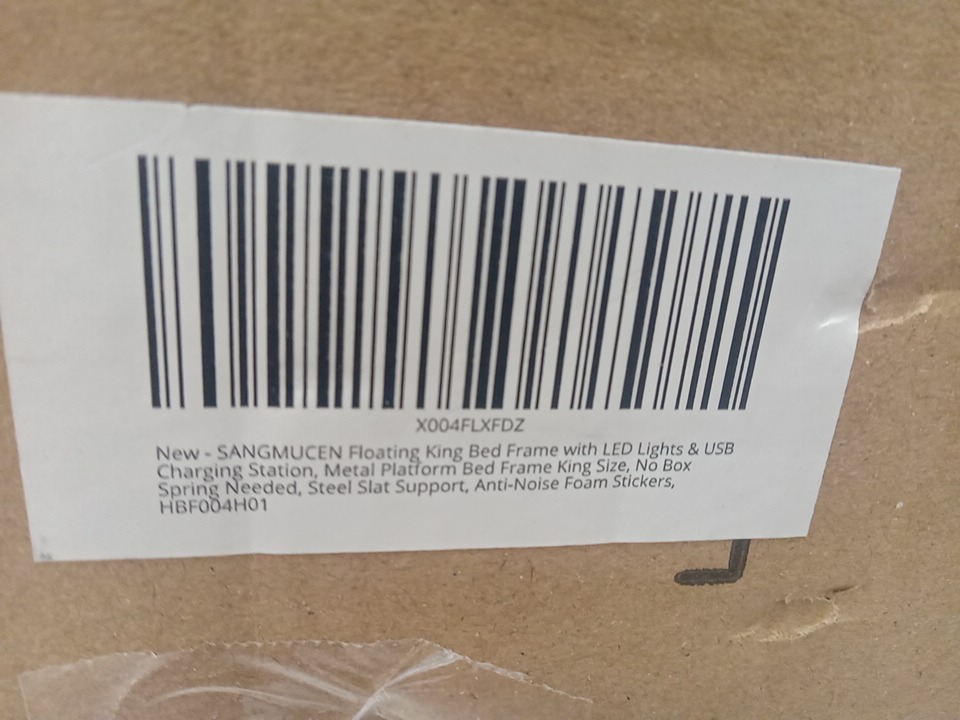 X004FLXFDZ
New - SANGMUCEN Floating King Bed Frame with LED Lights & USB
Charging Station, Metal Platform Bed Frame King Size, No Box
Spring Needed, Steel Slat Support, Anti-Noise Foam Stickers,
HBF004H01